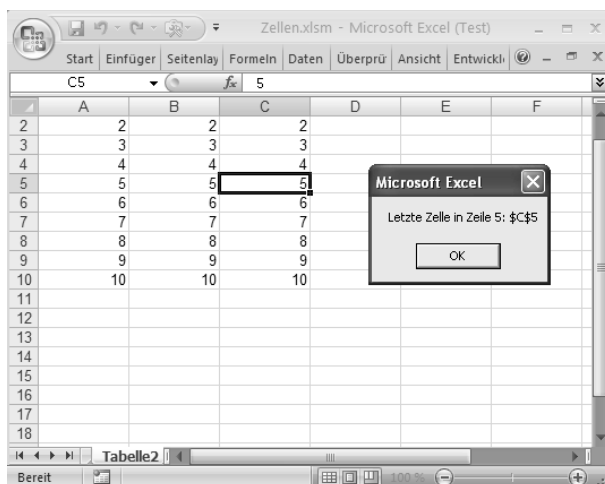 Zellen.xlsm - Microsoft Excel (Test)
Start Einfüger Seitenlay Formeln Daten Überprür Ansicht Entwickl
C5 fx 5
A B C D E F
2 2 2 2
3 3 3 3
4 4 4 4
5 5 5 5
6 6 6 6
7 7 7 7
8 8 8 8
9 9 9 9
10 10 10 10
11
12
13
14
15
16
17
18
Microsoft Excel
Letzte Zelle in Zeile 5: $C$5
OK
Tabelle2
Bereit 100 %